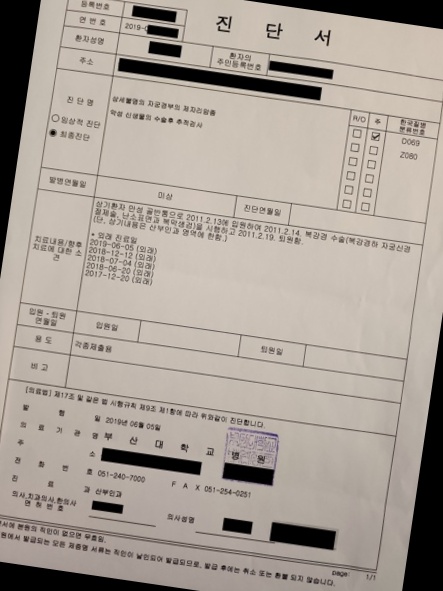 진 단 서
등록번호
연 번 호 2019-
환자성명
환자의 주민등록번호
주소
진 단 명
○임상적 진단
◉최종진단
상세불명의 자궁경부의 제자리암종
악성 신생물의 수술후 추적검사
R/O 주 한국질병분류번호
D069
Z080
발병연월일 미상 진단연월일
치료내용/향후 치료에 대한 소견
상기환자 만성 골반통으로 2011.2.13에 입원하여 2011.2.14. 복강경 수술(복강경하 자궁신경
절제술, 난소표면과 복막생검)을 시행하고 2011.2.19. 퇴원함.
(단, 상기내용은 산부인과 영역에 한함.)
* 외래 진료일
2019-06-05 (외래)
2018-12-12 (외래)
2018-07-04 (외래)
2018-06-20 (외래)
2017-12-20 (외래)
입원·퇴원 연월일 입원일 퇴원일
용 도 각종제출용
비 고
[의료법] 제17조 및 같은 법 시행규칙 제9조 제1항에 따라 위와같이 진단합니다.
발 행 일 2019년 06월 05일
의 료 기 관 명 부 산 대 학 교 병 원
주 소
전 화 번 호 051-240-7000 F A X 051-254-0251
진 료 과 산부인과
의사,치과의사,한의사 면 허 번 호
의사성명
본원의 직인이 없으면 무효임.
발급되는 모든 제증명 서류는 직인이 날인되어 발급되므로, 발급 후에는 취소 또는 환불 되지 않습니다.
page: 1/1